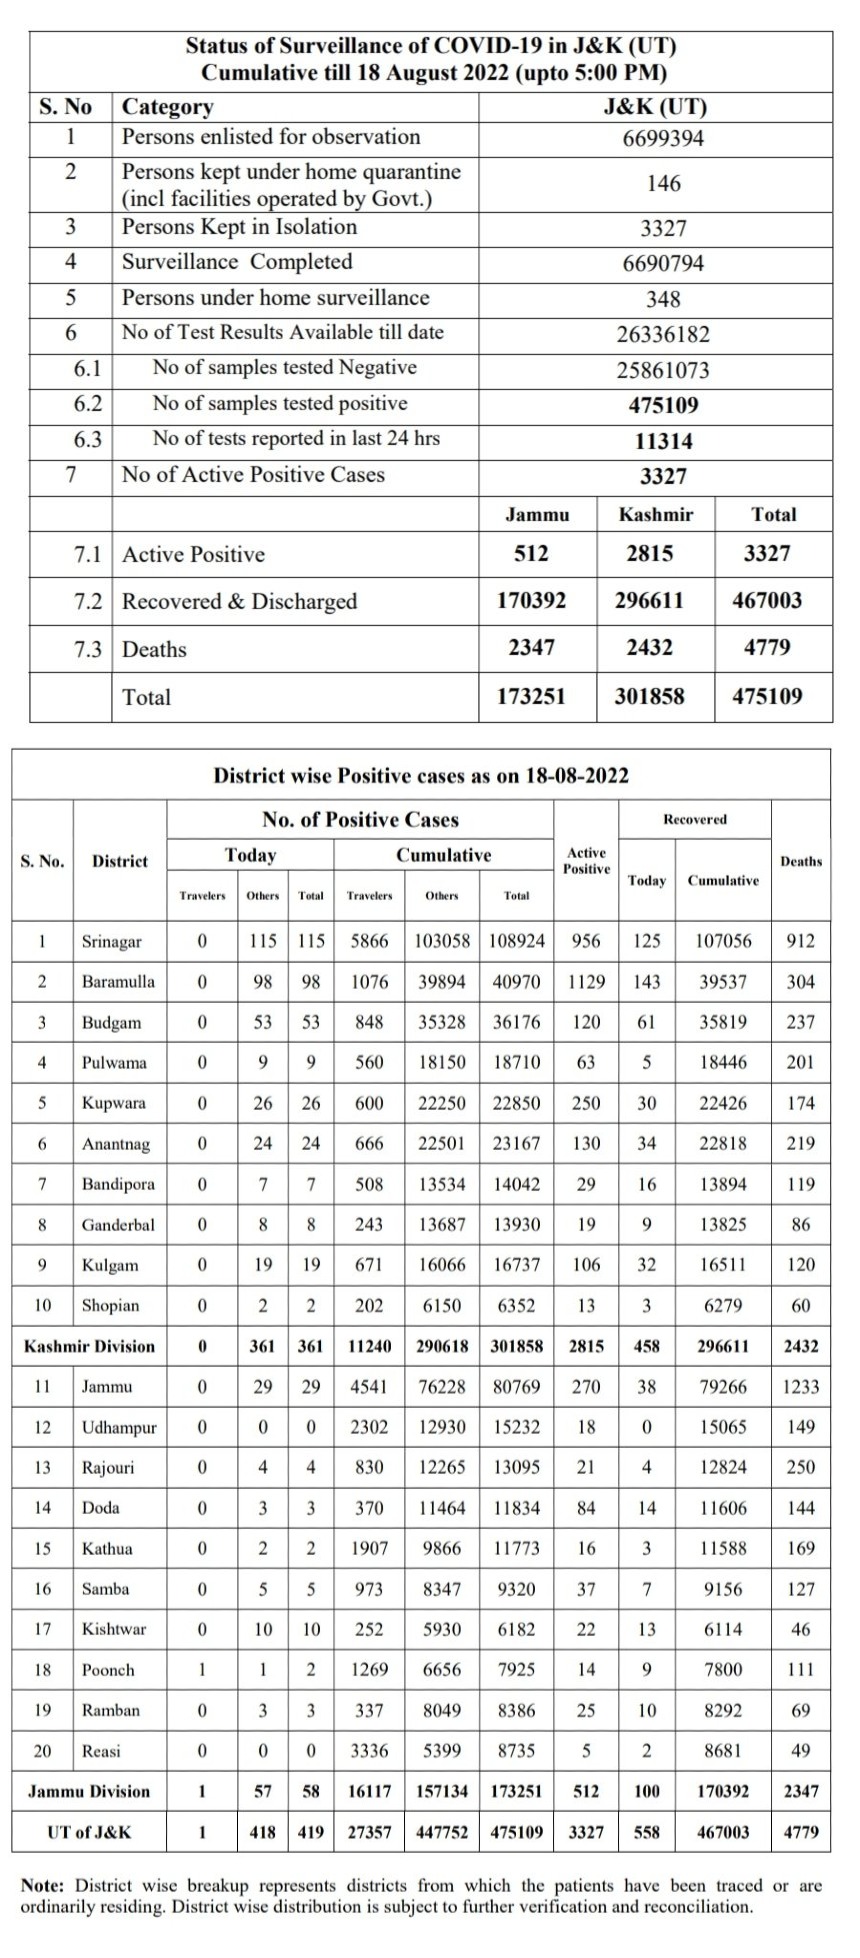 Status of Surveillance of COVID-19 in J&K (UT)
Cumulative till 18 August 2022 (upto 5:00 PM)
S. No Category J&K (UT)
1 Persons enlisted for observation 6699394
2 Persons kept under home quarantine
(incl facilities operated by Govt.) 146
3 Persons Kept in Isolation 3327
4 Surveillance Completed 6690794
5 Persons under home surveillance 348
6 No of Test Results Available till date 26336182
6.1 No of samples tested Negative 25861073
6.2 No of samples tested positive 475109
6.3 No of tests reported in last 24 hrs 11314
7 No of Active Positive Cases 3327
Jammu Kashmir Total
7.1 Active Positive 512 2815 3327
7.2 Recovered & Discharged 170392 296611 467003
7.3 Deaths 2347 2432 4779
Total 173251 301858 475109
District wise Positive cases as on 18-08-2022
S. No. District No. of Positive Cases Active Positive Recovered Deaths
Today Cumulative Today Cumulative
Travelers Others Total Travelers Others Total
1 Srinagar 0 115 115 5866 103058 108924 956 125 107056 912
2 Baramulla 0 98 98 1076 39894 40970 1129 143 39537 304
3 Budgam 0 53 53 848 35328 36176 120 61 35819 237
4 Pulwama 0 9 9 560 18150 18710 63 5 18446 201
5 Kupwara 0 26 26 600 22250 22850 250 30 22426 174
6 Anantnag 0 24 24 666 22501 23167 130 34 22818 219
7 Bandipora 0 7 7 508 13534 14042 29 16 13894 119
8 Ganderbal 0 8 8 243 13687 13930 19 9 13825 86
9 Kulgam 0 19 19 671 16066 16737 106 32 16511 120
10 Shopian 0 2 2 202 6150 6352 13 3 6279 60
Kashmir Division 0 361 361 11240 290618 301858 2815 458 296611 2432
11 Jammu 0 29 29 4541 76228 80769 270 38 79266 1233
12 Udhampur 0 0 0 2302 12930 15232 18 0 15065 149
13 Rajouri 0 4 4 830 12265 13095 21 4 12824 250
14 Doda 0 3 3 370 11464 11834 84 14 11606 144
15 Kathua 0 2 2 1907 9866 11773 16 3 11588 169
16 Samba 0 5 5 973 8347 9320 37 7 9156 127
17 Kishtwar 0 10 10 252 5930 6182 22 13 6114 46
18 Poonch 1 1 2 1269 6656 7925 14 9 7800 111
19 Ramban 0 3 3 337 8049 8386 25 10 8292 69
20 Reasi 0 0 0 3336 5399 8735 5 2 8681 49
Jammu Division 1 57 58 16117 157134 173251 512 100 170392 2347
UT of J&K 1 418 419 27357 447752 475109 3327 558 467003 4779
Note: District wise breakup represents districts from which the patients have been traced or are
ordinarily residing. District wise distribution is subject to further verification and reconciliation.